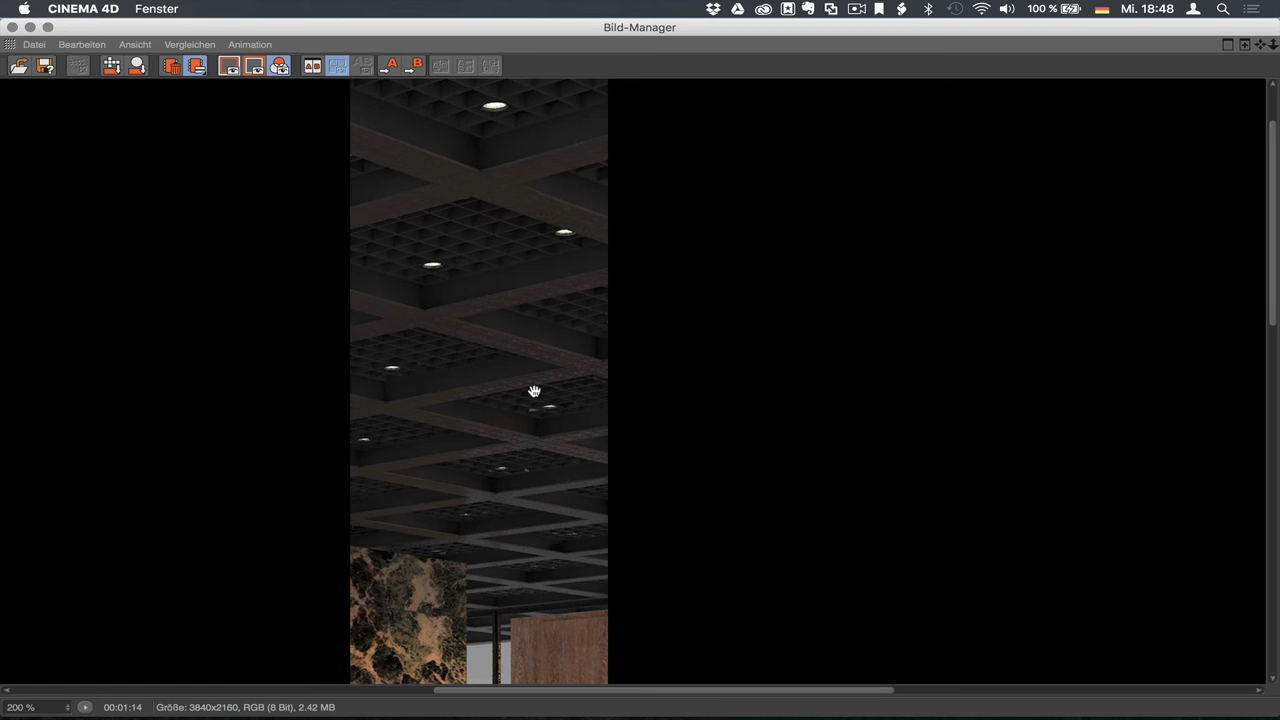 CINEMA 4D Fenster 100 % Mi. 18:48
Bild-Manager
Datei Bearbeiten Ansicht Vergleichen Animation
A B A B
200 % 00:01:14 Größe: 3840x2160, RGB (8 Bit), 2.42 MB